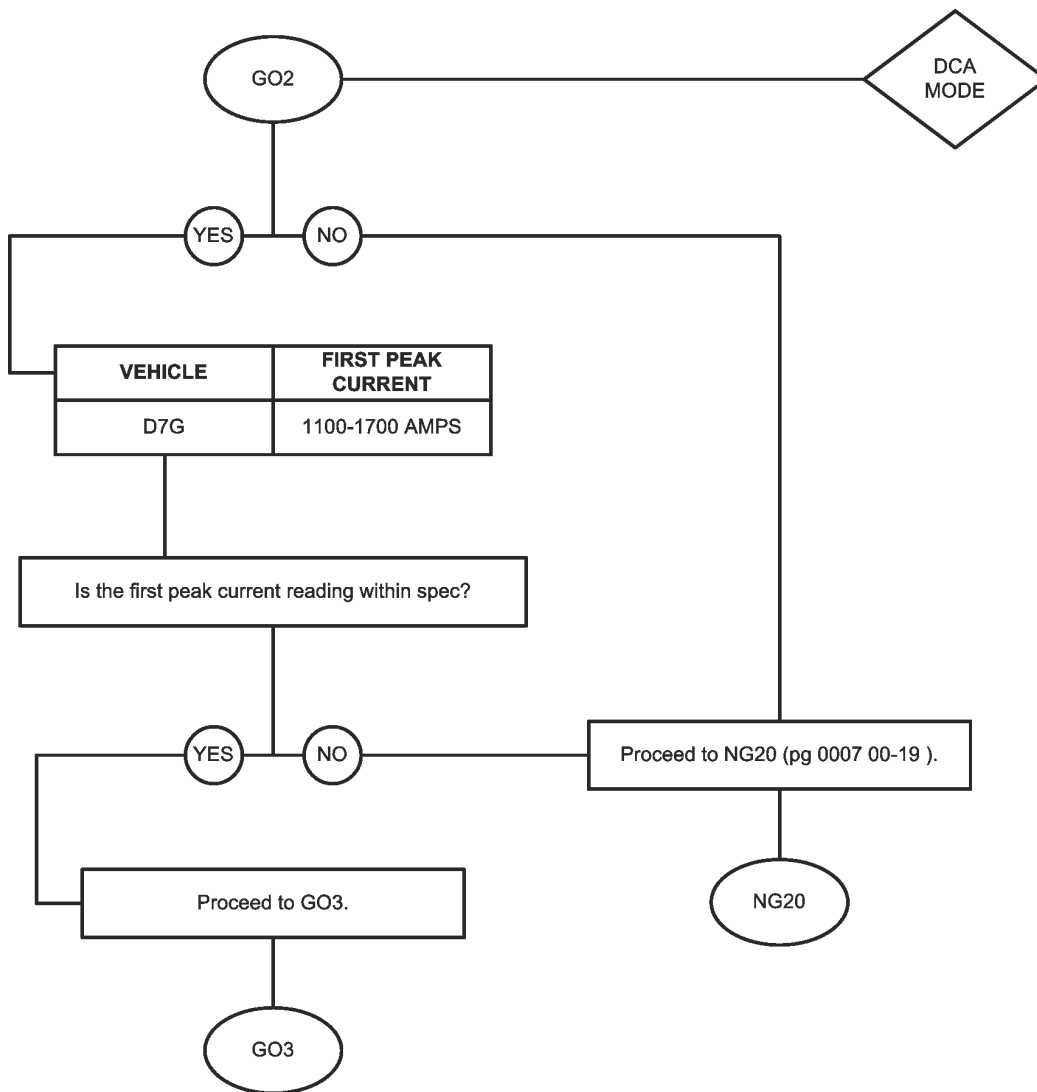 GO2
DCA
MODE
YES
NO
VEHICLE
FIRST PEAK
CURRENT
D7G
1100-1700 AMPS
Is the first peak current reading within spec?
YES
NO
Proceed to NG20 (pg 0007 00-19 ).
Proceed to GO3.
NG20
GO3